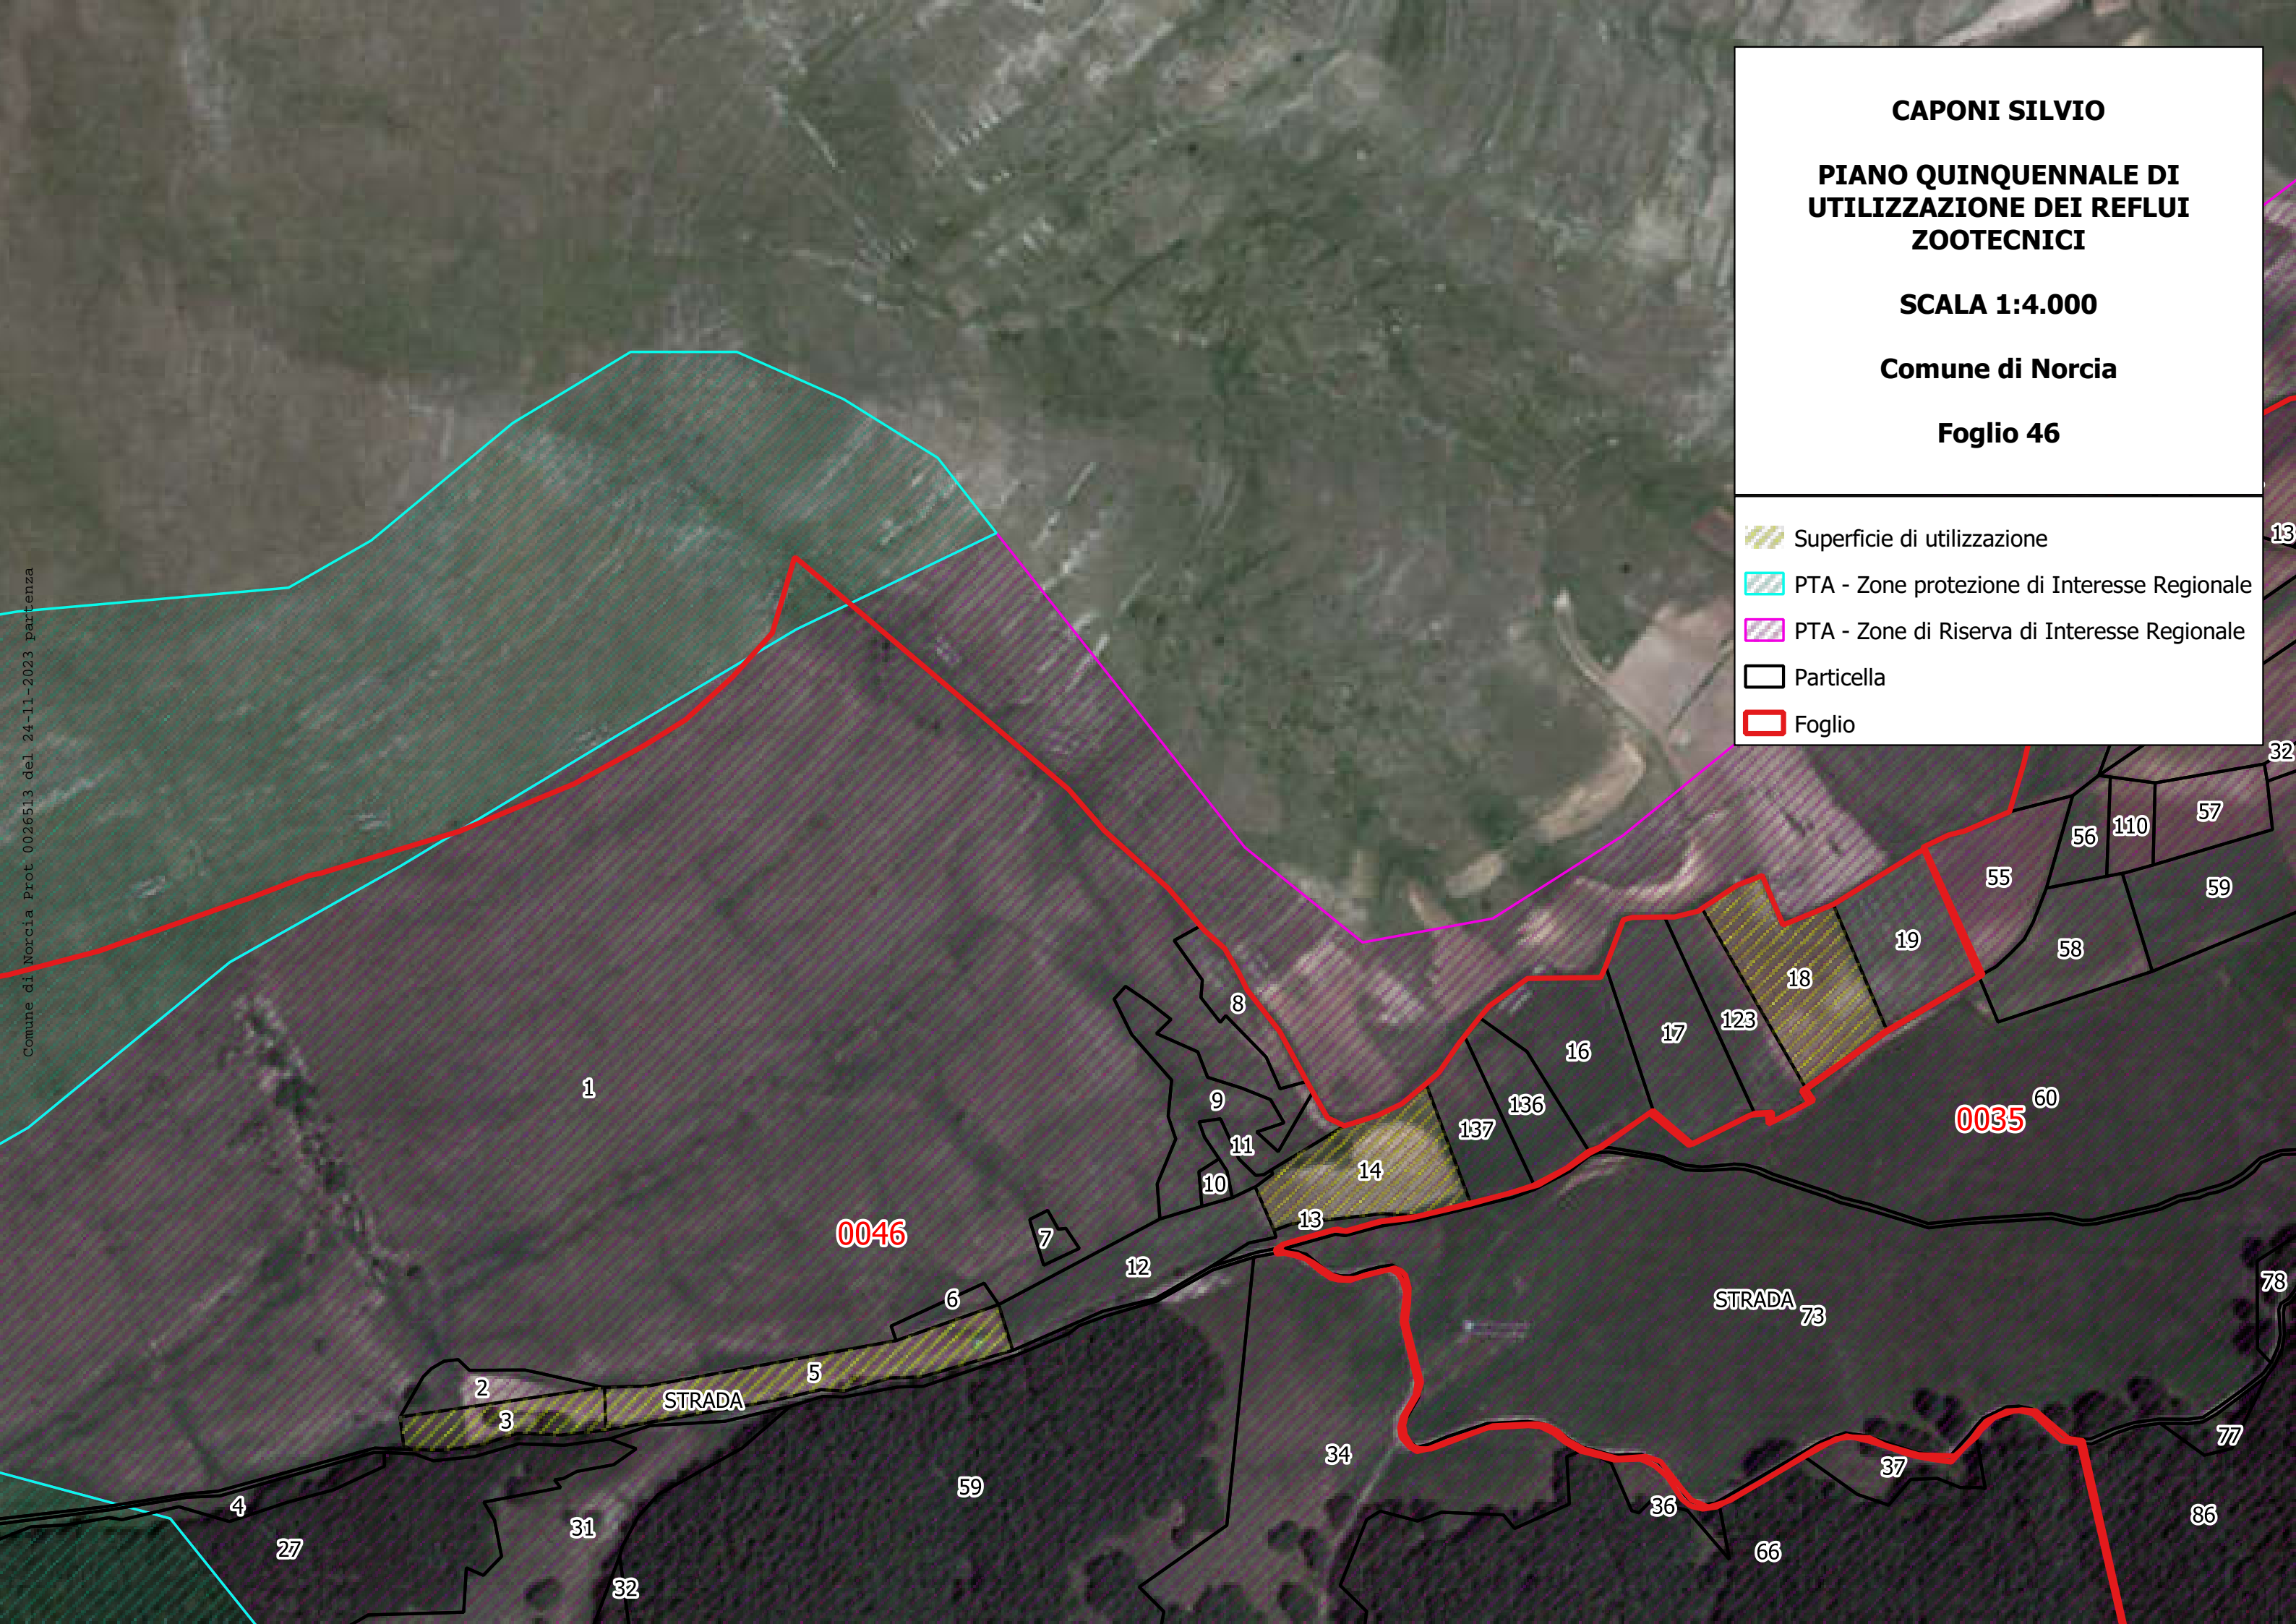 CAPONI SILVIO
PIANO QUINQUENNALE DI
UTILIZZAZIONE DEI REFLUI
ZOOTECNICI
SCALA 1:4.000
Comune di Norcia
Foglio 46
Superficie di utilizzazione
PTA - Zone protezione di Interesse Regionale
PTA - Zone di Riserva di Interesse Regionale
Particella
Foglio
Comune di Norcia Prot 0026513 del 24-11-2023 partenza
13
32
57
110
56
55
59
58
19
18
8
123
17
16
1
60
9
136
0035
137
11
14
10
13
0046
7
12
78
6
STRADA
73
5
2
STRADA
3
77
34
37
59
4
36
86
31
27
66
32